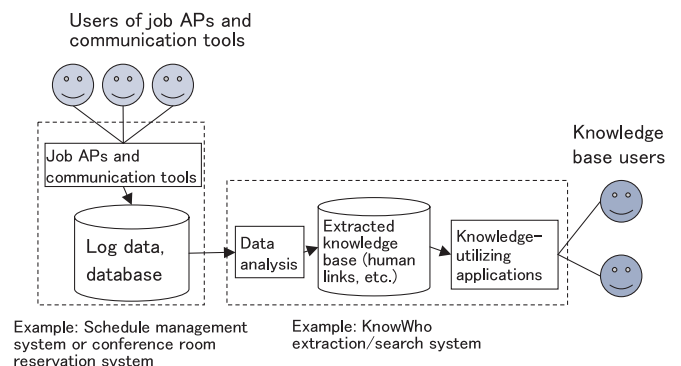 Users of job APs and
communication tools
Job APs and
communication tools
Log data,
database
Example: Schedule management
system or conference room
reservation system
Data
analysis
Extracted
knowledge
base (human
links, etc.)
Knowledge-
utilizing
applications
Example: KnowWho
extraction/search system
Knowledge
base users